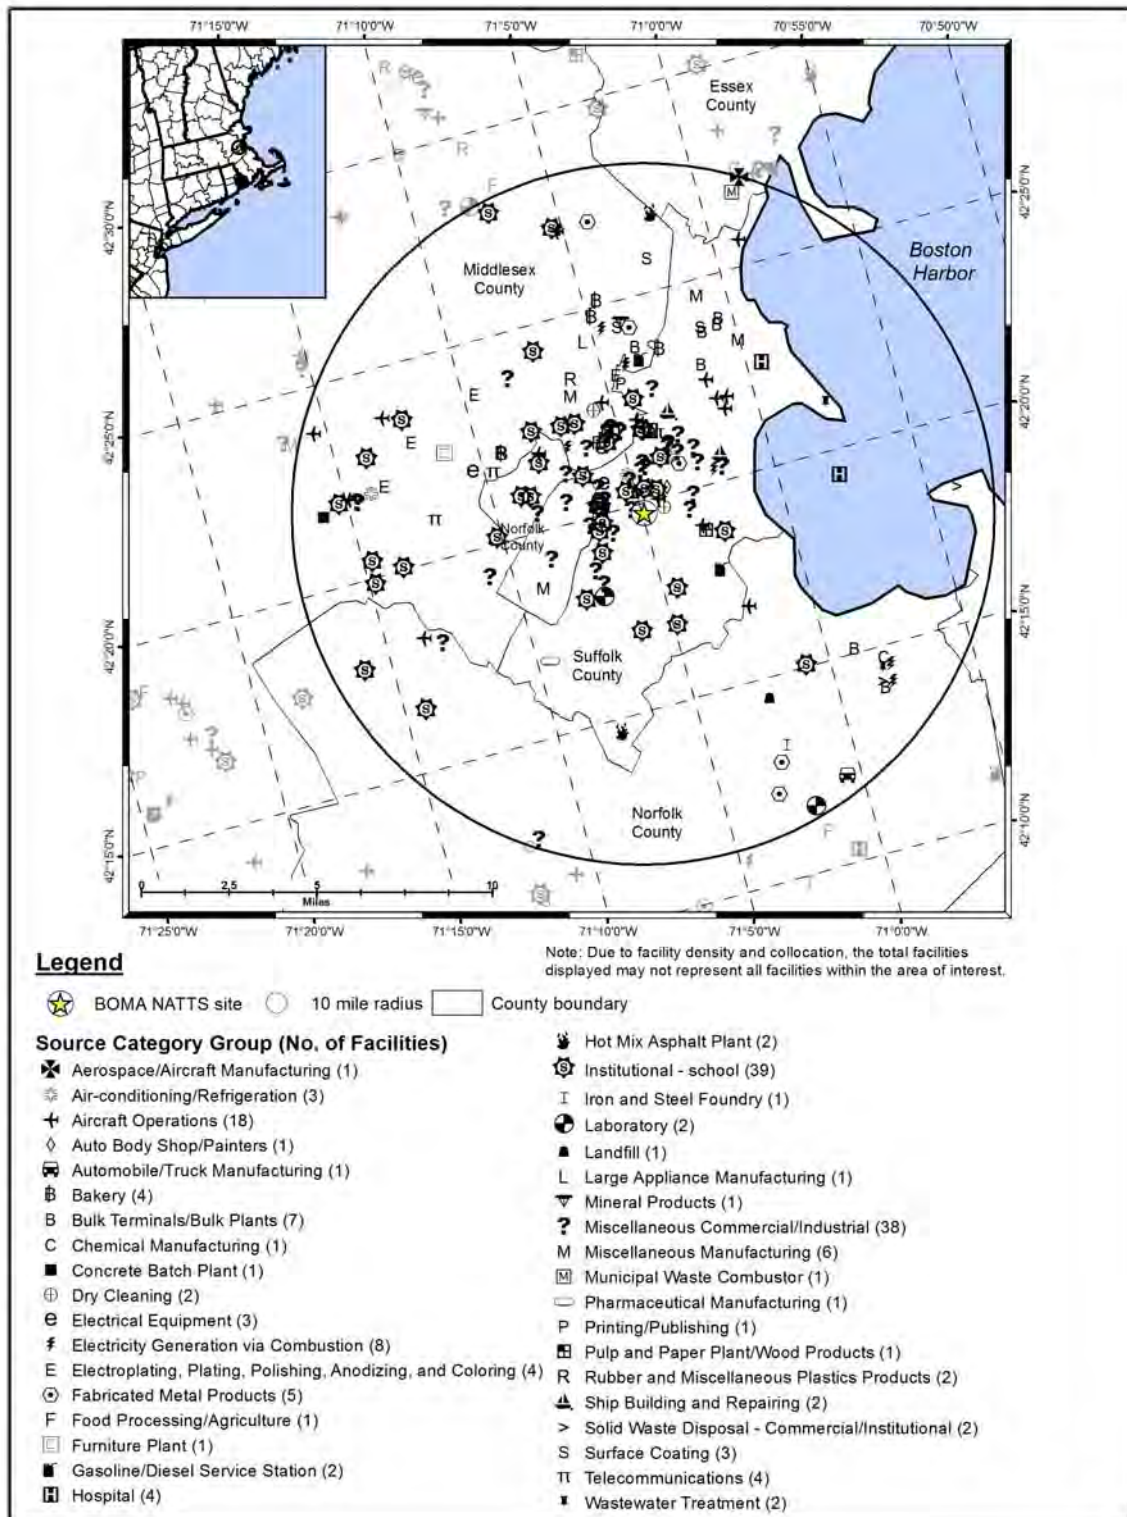 71°15'0"W 71°10'0"W 71°5'0"W 71°0'0"W 70°55'0"W 70°50'0"W
Essex
County
42°30'0"N
42°25'0"N
Boston
Harbor
Middlesex
County
42°25'0"N
42°20'0"N
Norfolk
County
42°20'0"N
42°15'0"N
Suffolk
County
Norfolk
County
42°15'0"N
42°10'0"N
0 2.5 5 10
Miles
71°25'0"W 71°20'0"W 71°15'0"W 71°10'0"W 71°5'0"W 71°0'0"W
Note: Due to facility density and collocation, the total facilities
displayed may not represent all facilities within the area of interest.
Legend
BOMA NATTS site 10 mile radius County boundary
Source Category Group (No. of Facilities)
Aerospace/Aircraft Manufacturing (1)
Air-conditioning/Refrigeration (3)
Aircraft Operations (18)
Auto Body Shop/Painters (1)
Automobile/Truck Manufacturing (1)
Bakery (4)
B Bulk Terminals/Bulk Plants (7)
C Chemical Manufacturing (1)
Concrete Batch Plant (1)
Dry Cleaning (2)
e Electrical Equipment (3)
Electricity Generation via Combustion (8)
E Electroplating, Plating, Polishing, Anodizing, and Coloring (4)
Fabricated Metal Products (5)
F Food Processing/Agriculture (1)
Furniture Plant (1)
Gasoline/Diesel Service Station (2)
H Hospital (4)
Hot Mix Asphalt Plant (2)
S Institutional - school (39)
I Iron and Steel Foundry (1)
Laboratory (2)
Landfill (1)
L Large Appliance Manufacturing (1)
Mineral Products (1)
? Miscellaneous Commercial/Industrial (38)
M Miscellaneous Manufacturing (6)
M Municipal Waste Combustor (1)
Pharmaceutical Manufacturing (1)
P Printing/Publishing (1)
Pulp and Paper Plant/Wood Products (1)
R Rubber and Miscellaneous Plastics Products (2)
Ship Building and Repairing (2)
> Solid Waste Disposal - Commercial/Institutional (2)
S Surface Coating (3)
π Telecommunications (4)
Wastewater Treatment (2)